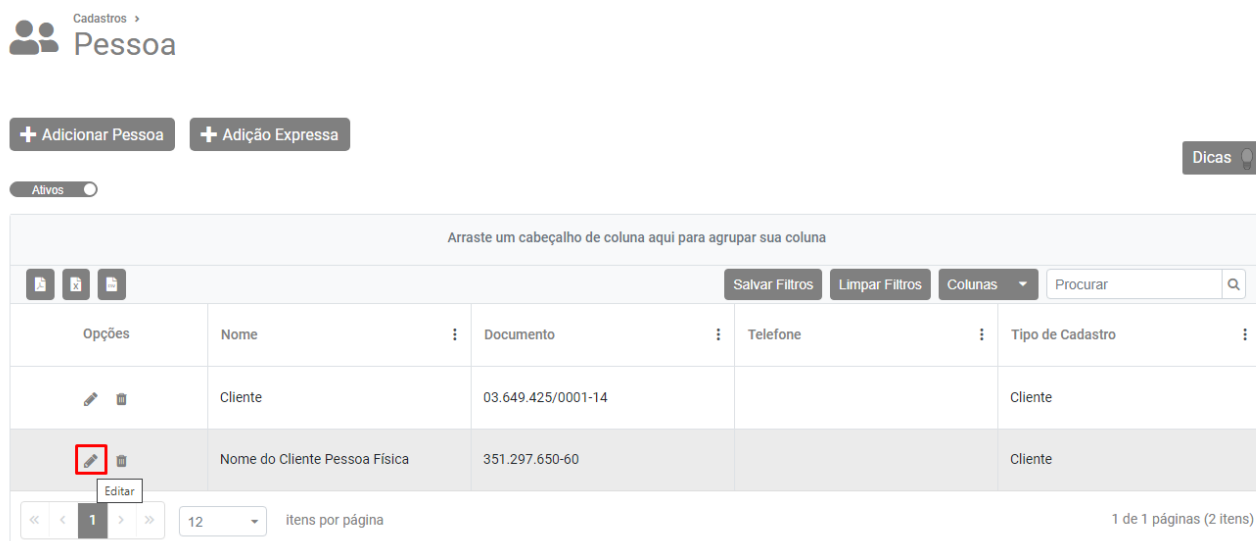 Cadastros ›
Pessoa
Adicionar Pessoa
Adição Expressa
Dicas
Ativos
Arraste um cabeçalho de coluna aqui para agrupar sua coluna
Salvar Filtros Limpar Filtros Colunas Procurar
Opções Nome Documento Telefone Tipo de Cadastro
Cliente 03.649.425/0001-14 Cliente
Nome do Cliente Pessoa Física 351.297.650-60 Cliente
Editar
1 12 itens por página 1 de 1 páginas (2 itens)